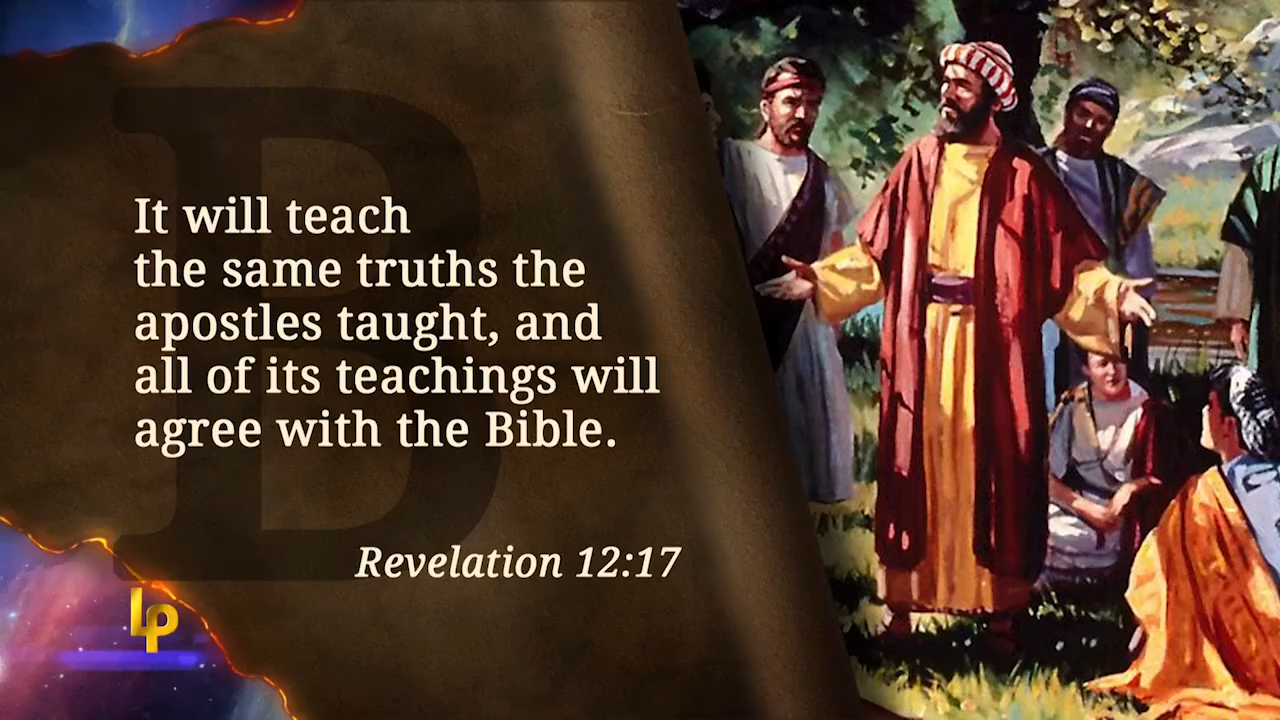 It will teach
the same truths the
apostles taught, and
all of its teachings will
agree with the Bible.
Revelation 12:17
LP